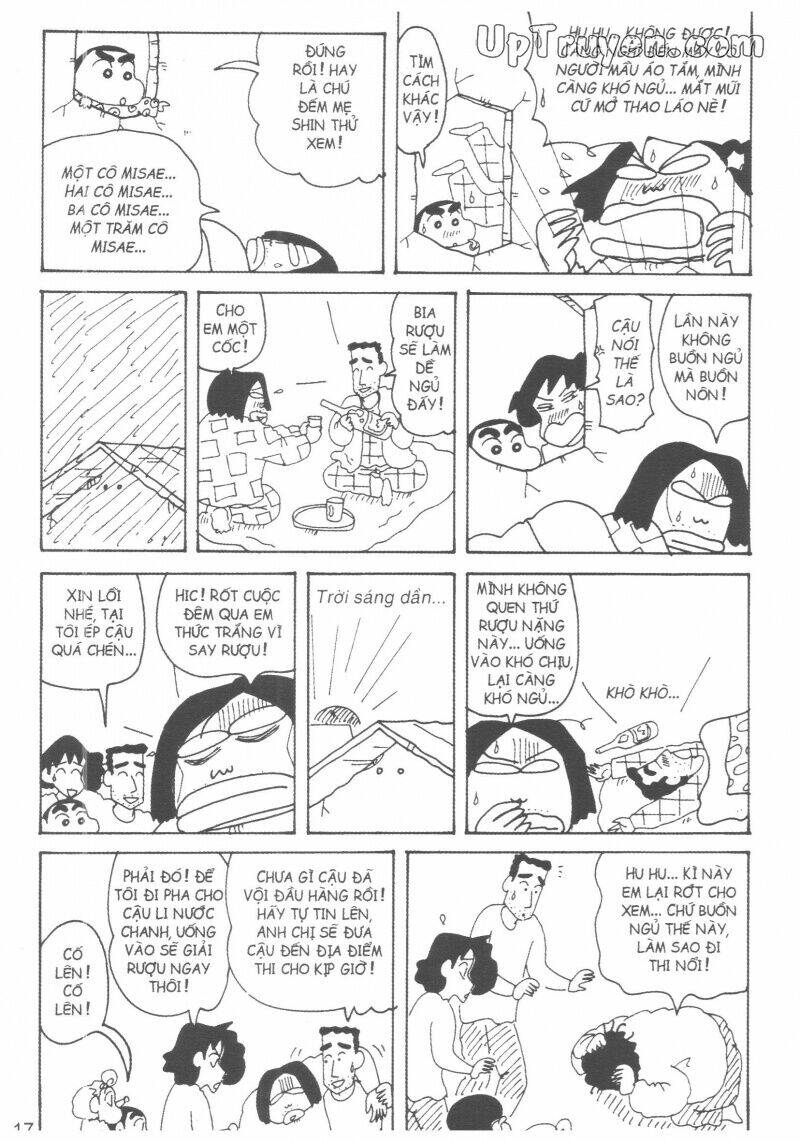 UpTruyen.com
HU HU... KHÔNG ĐƯỢC!
CÀNG NGHĨ ĐẾN MẤY CÔ
NGƯỜI MẪU ÁO TẮM, MÌNH
CÀNG KHÓ NGỦ... MẮT MŨI
CỨ MỞ THAO LÁO NÈ!
TÌM
CÁCH
KHÁC
VẬY!
ĐÚNG
RỒI! HAY
LÀ CHÚ
ĐẾM MẸ
SHIN THỬ
XEM!
MỘT CÔ MISAE...
HAI CÔ MISAE...
BA CÔ MISAE...
MỘT TRĂM CÔ
MISAE...
LẦN NÀY
KHÔNG
BUỒN NGỦ
MÀ BUỒN
NÔN!
CẬU
NÓI
THẾ
LÀ
SAO?
BIA
RƯỢU
SẼ LÀM
DỄ
NGỦ
ĐẤY!
CHO
EM MỘT
CỐC!
MÌNH KHÔNG
QUEN THỨ
RƯỢU NẶNG
NÀY... UỐNG
VÀO KHÓ CHỊU,
LẠI CÀNG
KHÓ NGỦ...
KHÒ KHÒ...
Trời sáng dần...
HIC! RỐT CUỘC
ĐÊM QUA EM
THỨC TRẮNG VÌ
SAY RƯỢU!
XIN LỖI
NHÉ, TẠI
TÔI ÉP CẬU
QUÁ CHÉN...
HU HU... KÌ NÀY
EM LẠI RỚT CHO
XEM... CHỨ BUỒN
NGỦ THẾ NÀY,
LÀM SAO ĐI
THI NỔI!
CHƯA GÌ CẬU ĐÃ
VỘI ĐẦU HÀNG RỒI!
HÃY TỰ TIN LÊN,
ANH CHỊ SẼ ĐƯA
CẬU ĐẾN ĐỊA ĐIỂM
THI CHO KỊP GIỜ!
PHẢI ĐÓ! ĐỂ
TÔI ĐI PHA CHO
CẬU LI NƯỚC
CHANH, UỐNG
VÀO SẼ GIẢI
RƯỢU NGAY
THÔI!
CỐ
LÊN!
CỐ
LÊN!
17